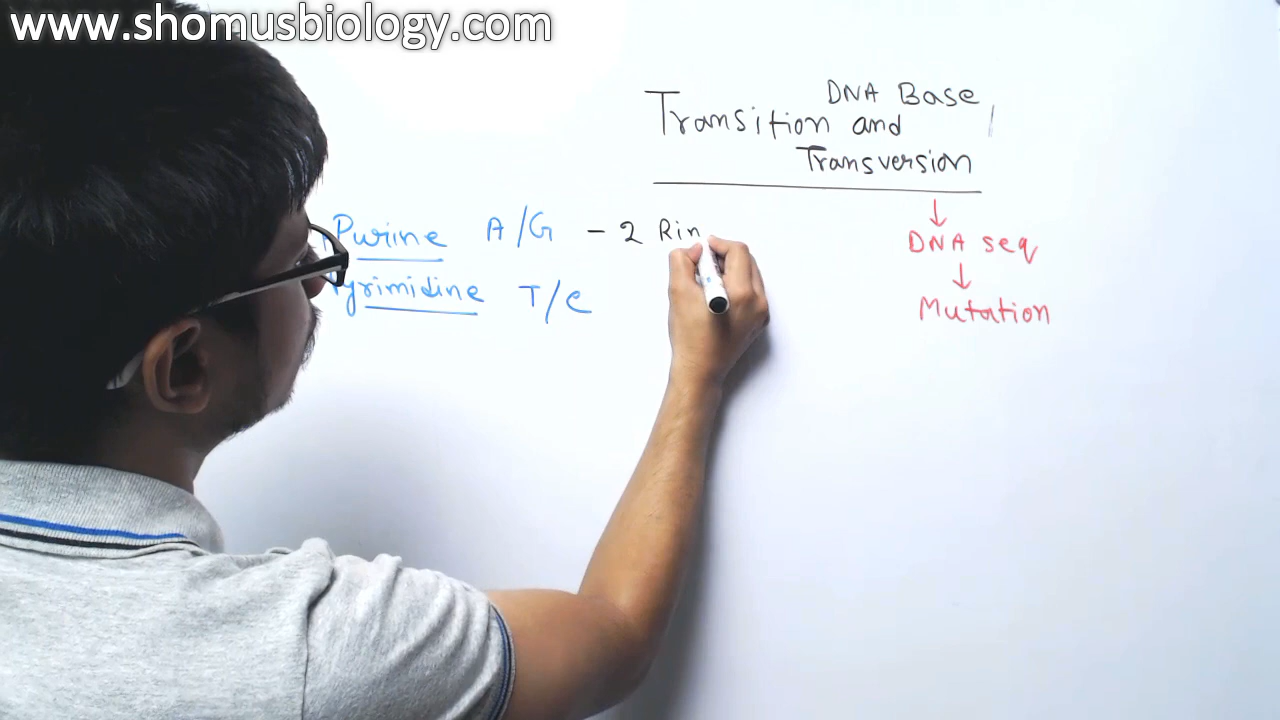 www.shomusbiology.com
DNA Base
Transition and
Transversion
Purine A/G - 2 Rin
Pyrimidine T/C
↓
DNA seq
↓
Mutation